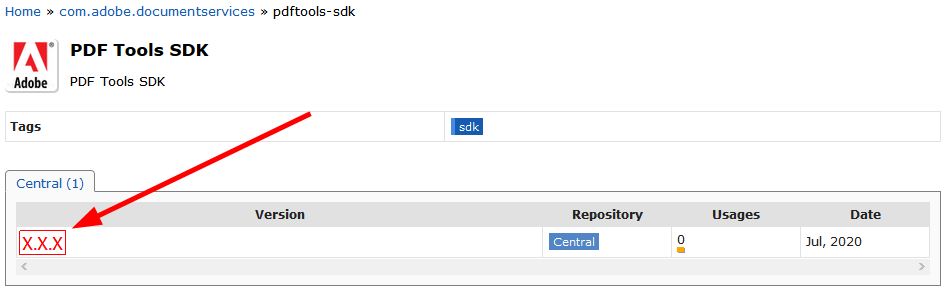 Home » com.adobe.documentservices » pdftools-sdk
PDF Tools SDK
Adobe®
PDF Tools SDK
Tags sdk
Central (1)
Version Repository Usages Date
X.X.X Central 0 Jul, 2020